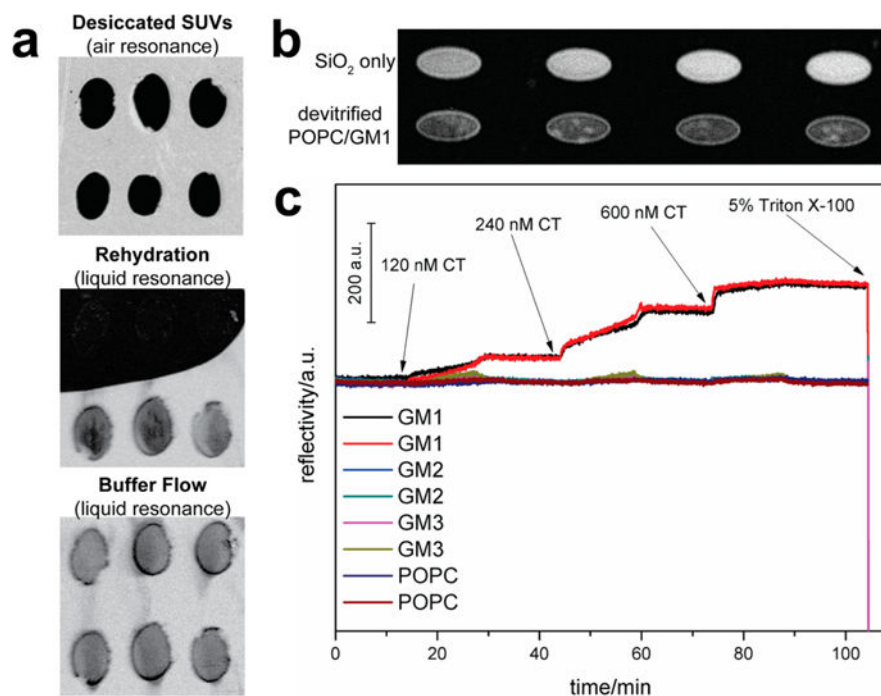 a
Desiccated SUVs
(air resonance)
Rehydration
(liquid resonance)
Buffer Flow
(liquid resonance)
b
SiO₂ only
devitrified
POPC/GM1
c
200 a.u.
120 nM CT
240 nM CT
600 nM CT
5% Triton X-100
reflectivity/a.u.
GM1
GM1
GM2
GM2
GM3
GM3
POPC
POPC
0 20 40 60 80 100
time/min